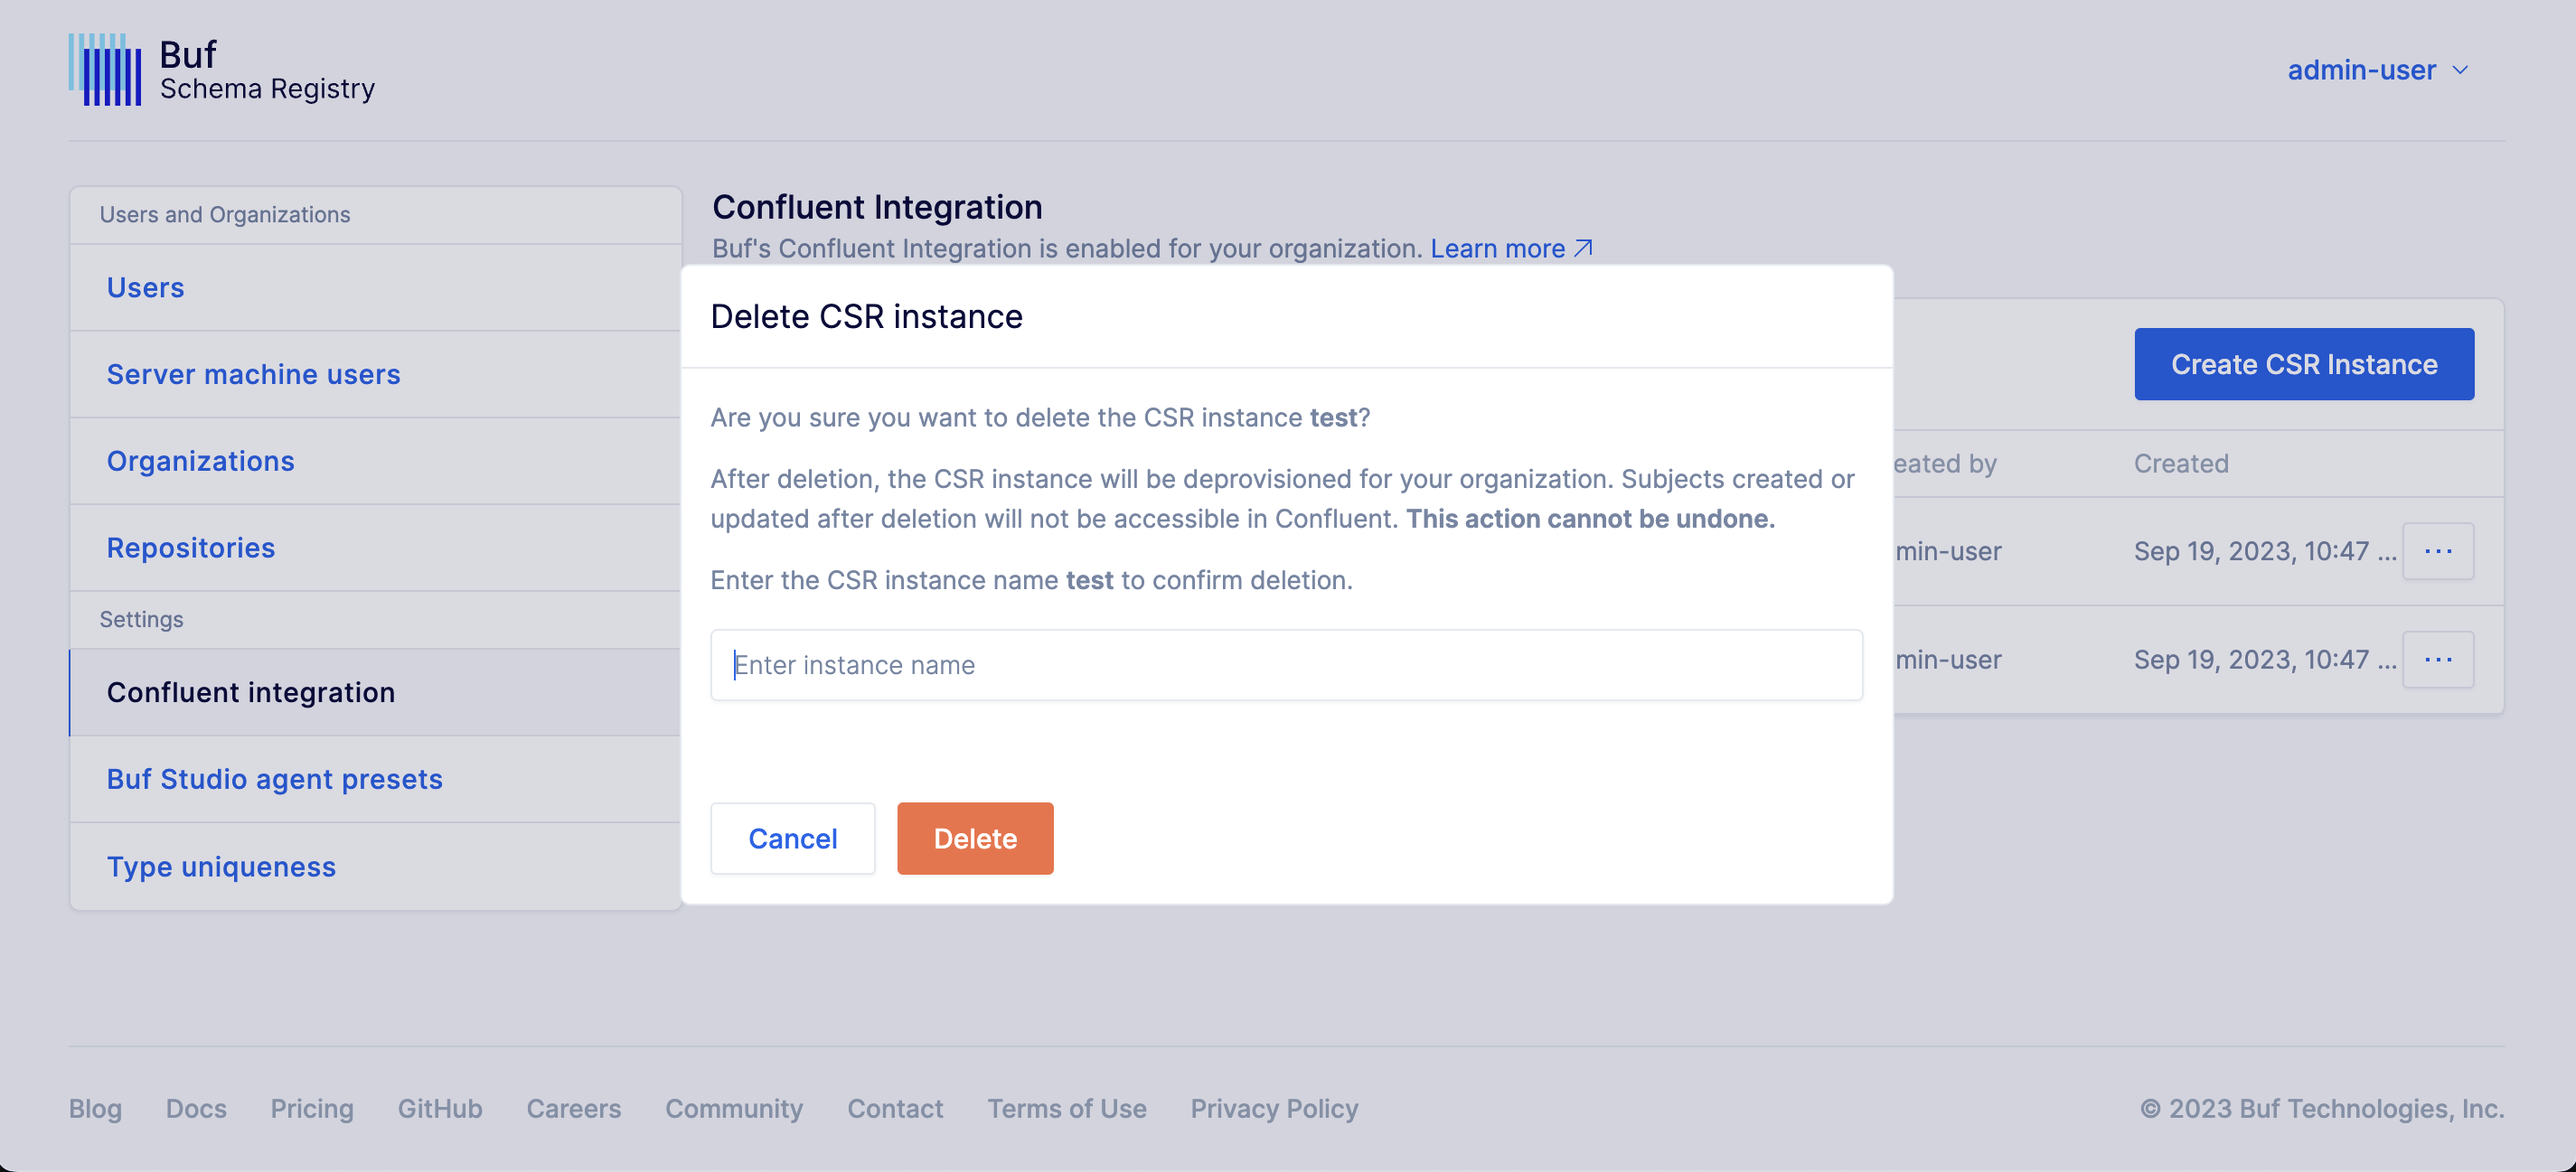 Buf
Schema Registry
admin-user
Users and Organizations
Users
Server machine users
Organizations
Repositories
Settings
Confluent integration
Buf Studio agent presets
Type uniqueness
Confluent Integration
Buf's Confluent Integration is enabled for your organization. Learn more
Create CSR Instance
eated by Created
min-user Sep 19, 2023, 10:47 ...
min-user Sep 19, 2023, 10:47 ...
Delete CSR instance
Are you sure you want to delete the CSR instance test?
After deletion, the CSR instance will be deprovisioned for your organization. Subjects created or
updated after deletion will not be accessible in Confluent. This action cannot be undone.
Enter the CSR instance name test to confirm deletion.
Enter instance name
Cancel Delete
Blog Docs Pricing GitHub Careers Community Contact Terms of Use Privacy Policy
© 2023 Buf Technologies, Inc.